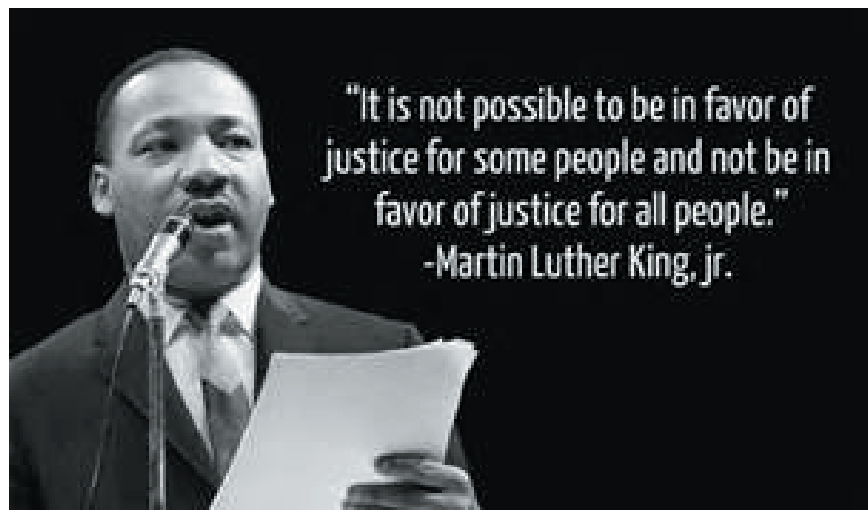 “It is not possible to be in favor of
justice for some people and not be in
favor of justice for all people.”
-Martin Luther King, jr.